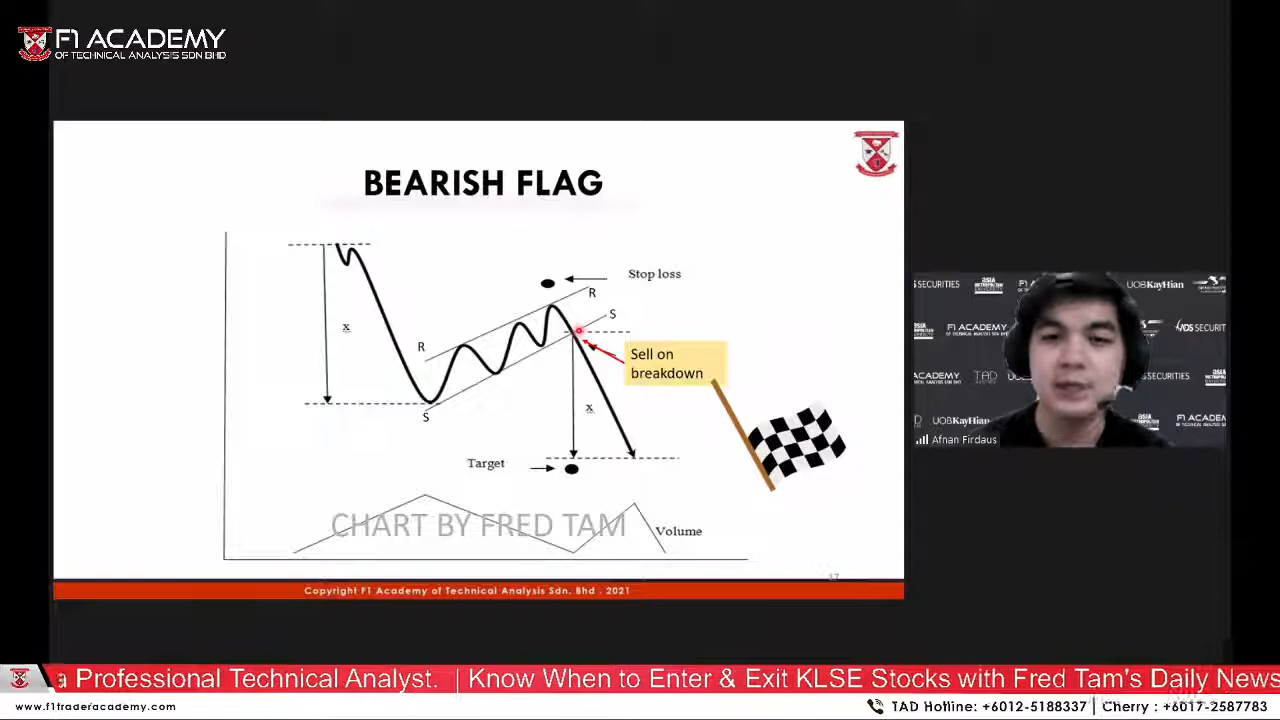 F1 ACADEMY
OF TECHNICAL ANALYSIS SDN BHD
BEARISH FLAG
Stop loss
R
S
x
R
Sell on
breakdown
S
x
Target
CHART BY FRED TAM
Volume
17
Copyright F1 Academy of Technical Analysis Sdn. Bhd . 2021
SECURITIES
ASIA
METROPOLITAN
UNIVERSITY
UOBKayHian
F1 ACADEMY
TAD
UOBKayHian
Afnan Firdaus
a Professional Technical Analyst. | Know When to Enter & Exit KLSE Stocks with Fred Tam's Daily News
www.f1traderacademy.com
TAD Hotline: +6012-5188337 | Cherry : +6017-2587783